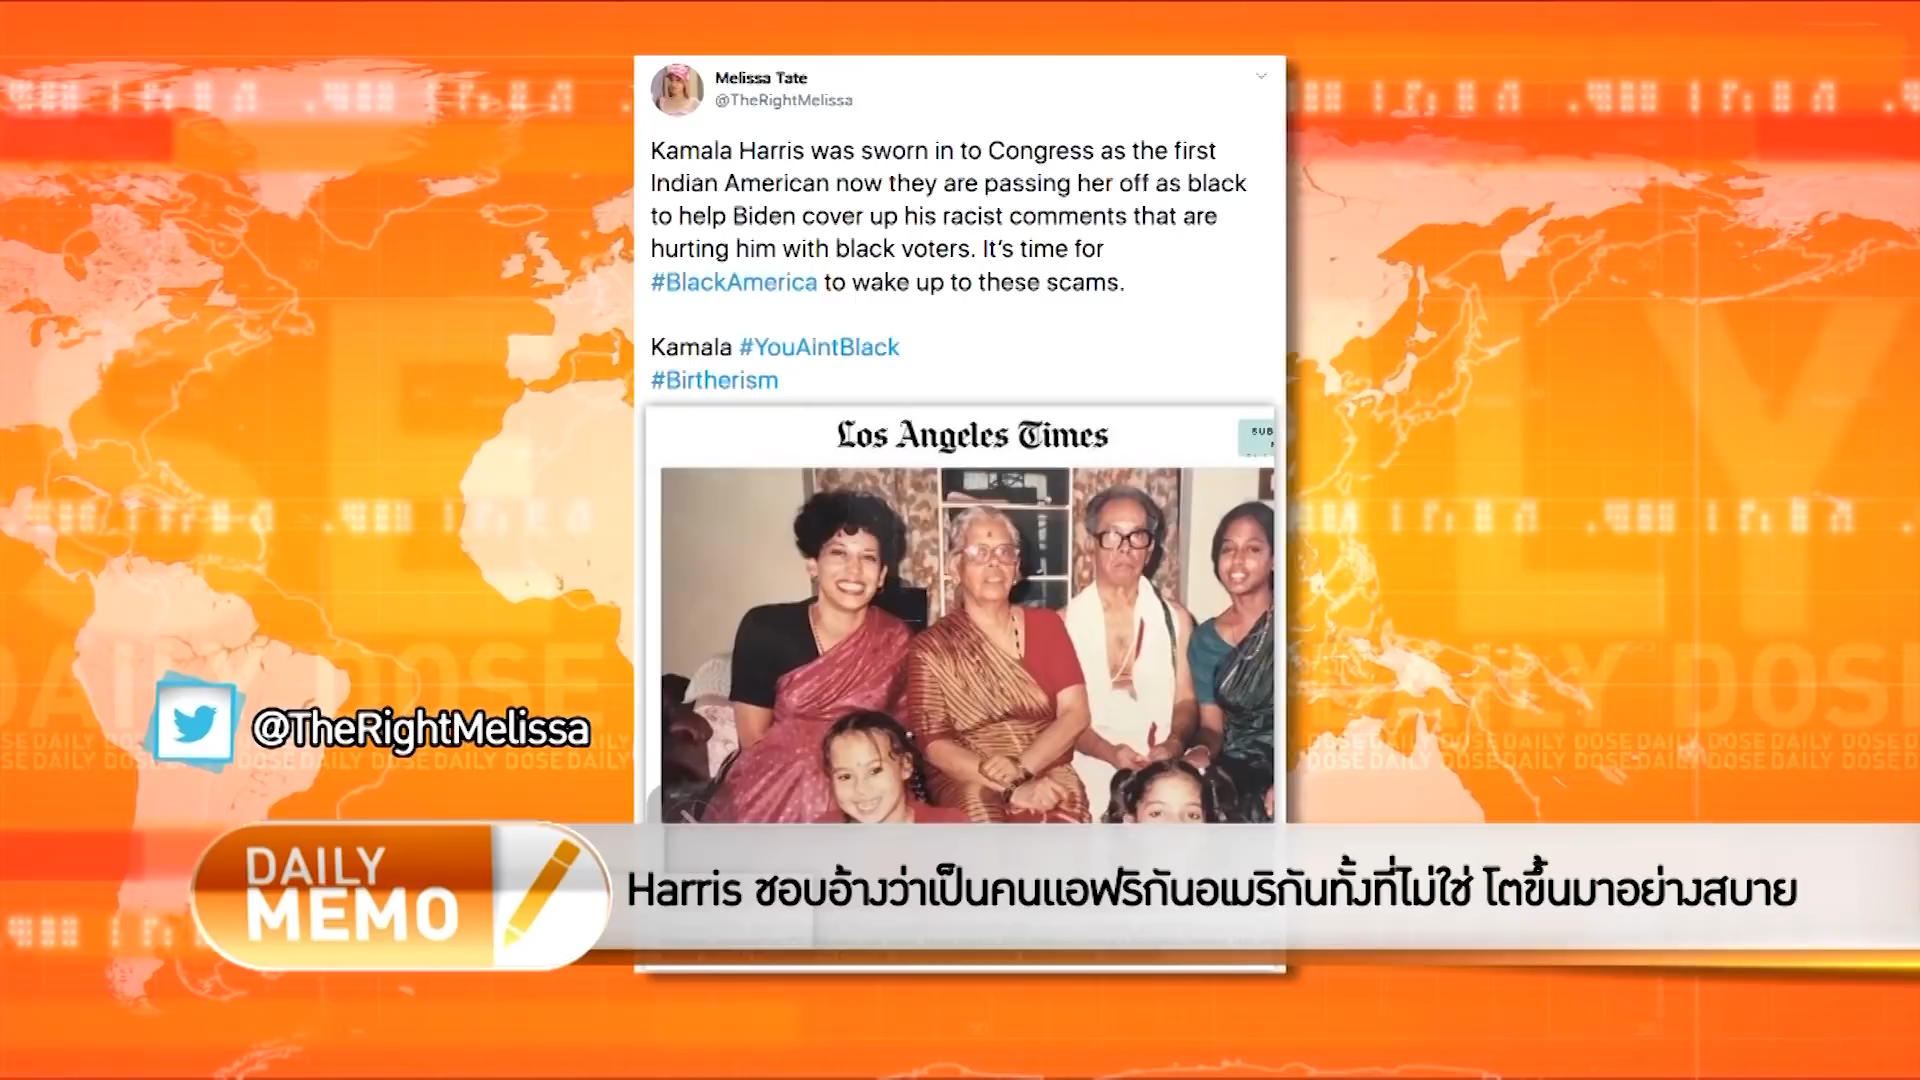 Melissa Tate
@TheRightMelissa
Kamala Harris was sworn in to Congress as the first
Indian American now they are passing her off as black
to help Biden cover up his racist comments that are
hurting him with black voters. It's time for
#BlackAmerica to wake up to these scams.
Kamala #YouAintBlack
#Birtherism
Los Angeles Times
SUB
@TheRightMelissa
DAILY DOSE
DAILY
MEMO
Harris ชอบอ้างว่าเป็นคนแอฟริกันอเมริกันทั้งที่ไม่ใช่ โตขึ้นมาอย่างสบาย